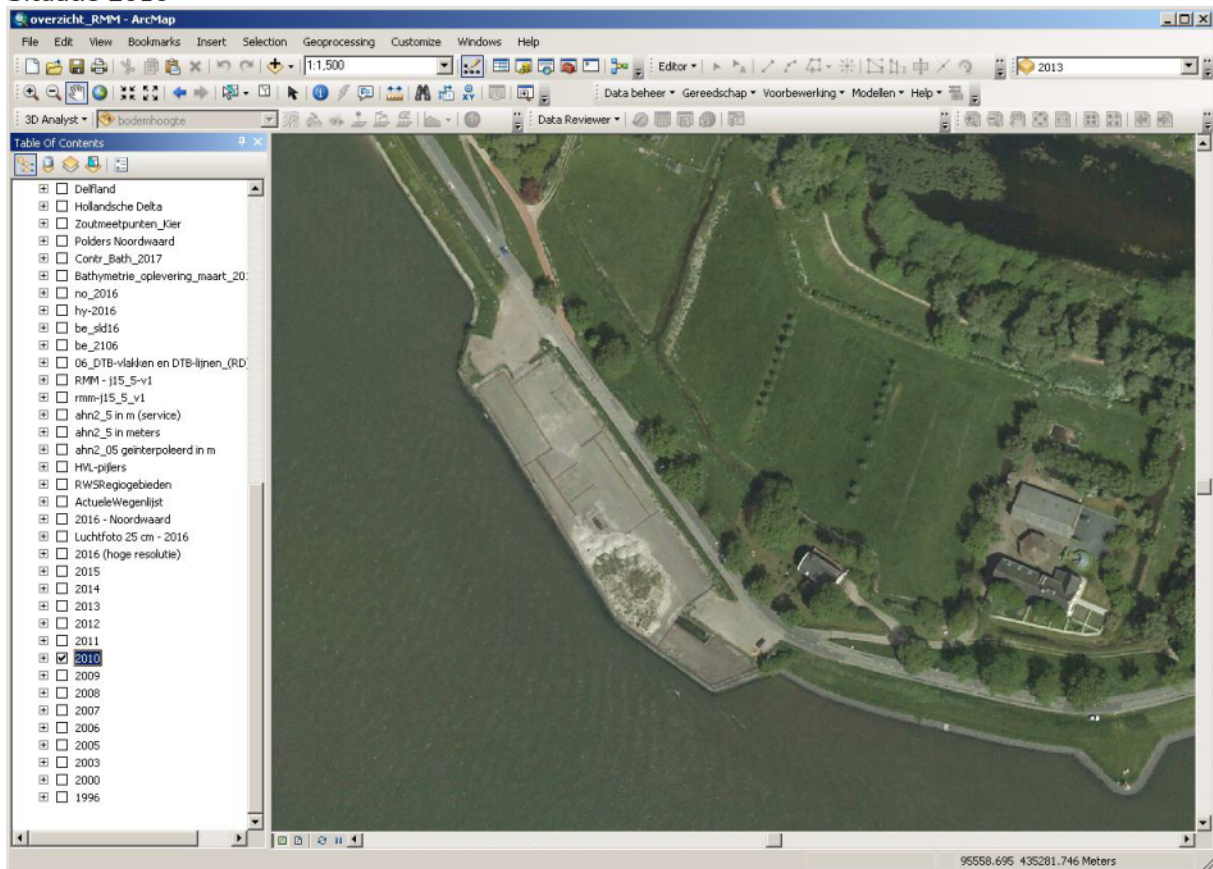 overzicht_RMM - ArcMap
File Edit View Bookmarks Insert Selection Geoprocessing Customize Windows Help
1:1,500 Editor 2013
Data beheer Gereedschap Voorbewerking Modellen Help
3D Analyst bodemhoogte Data Reviewer
Table Of Contents
Delfland
Hollandsche Delta
Zoutmeetpunten_Kier
Polders Noordwaard
Contr_Bath_2017
Bathymetrie_oplevering_maart_20
no_2016
hy-2016
be_sld16
be_2106
06_DTB-vlakken en DTB-lijnen_(RD)
RMM - j15_5-v1
rmm-j15_5_v1
ahn2_5 in m (service)
ahn2_5 in meters
ahn2_05 geïnterpoleerd in m
HVL-pijlers
RWSRegiogebieden
ActueleWegenlijst
2016 - Noordwaard
Luchtfoto 25 cm - 2016
2016 (hoge resolutie)
2015
2014
2013
2012
2011
2010
2009
2008
2007
2006
2005
2003
2000
1996
95558.695 435281.746 Meters